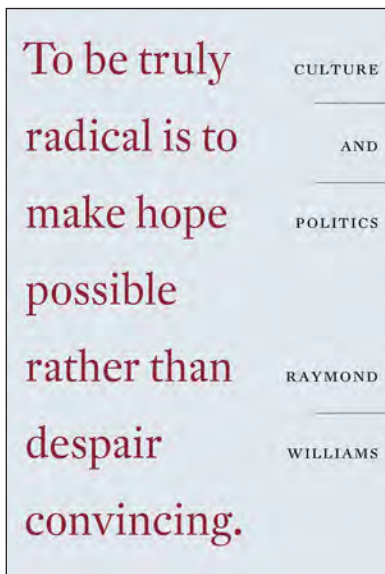 To be truly
radical is to
make hope
possible
rather than
despair
convincing.
CULTURE
AND
POLITICS
RAYMOND
WILLIAMS